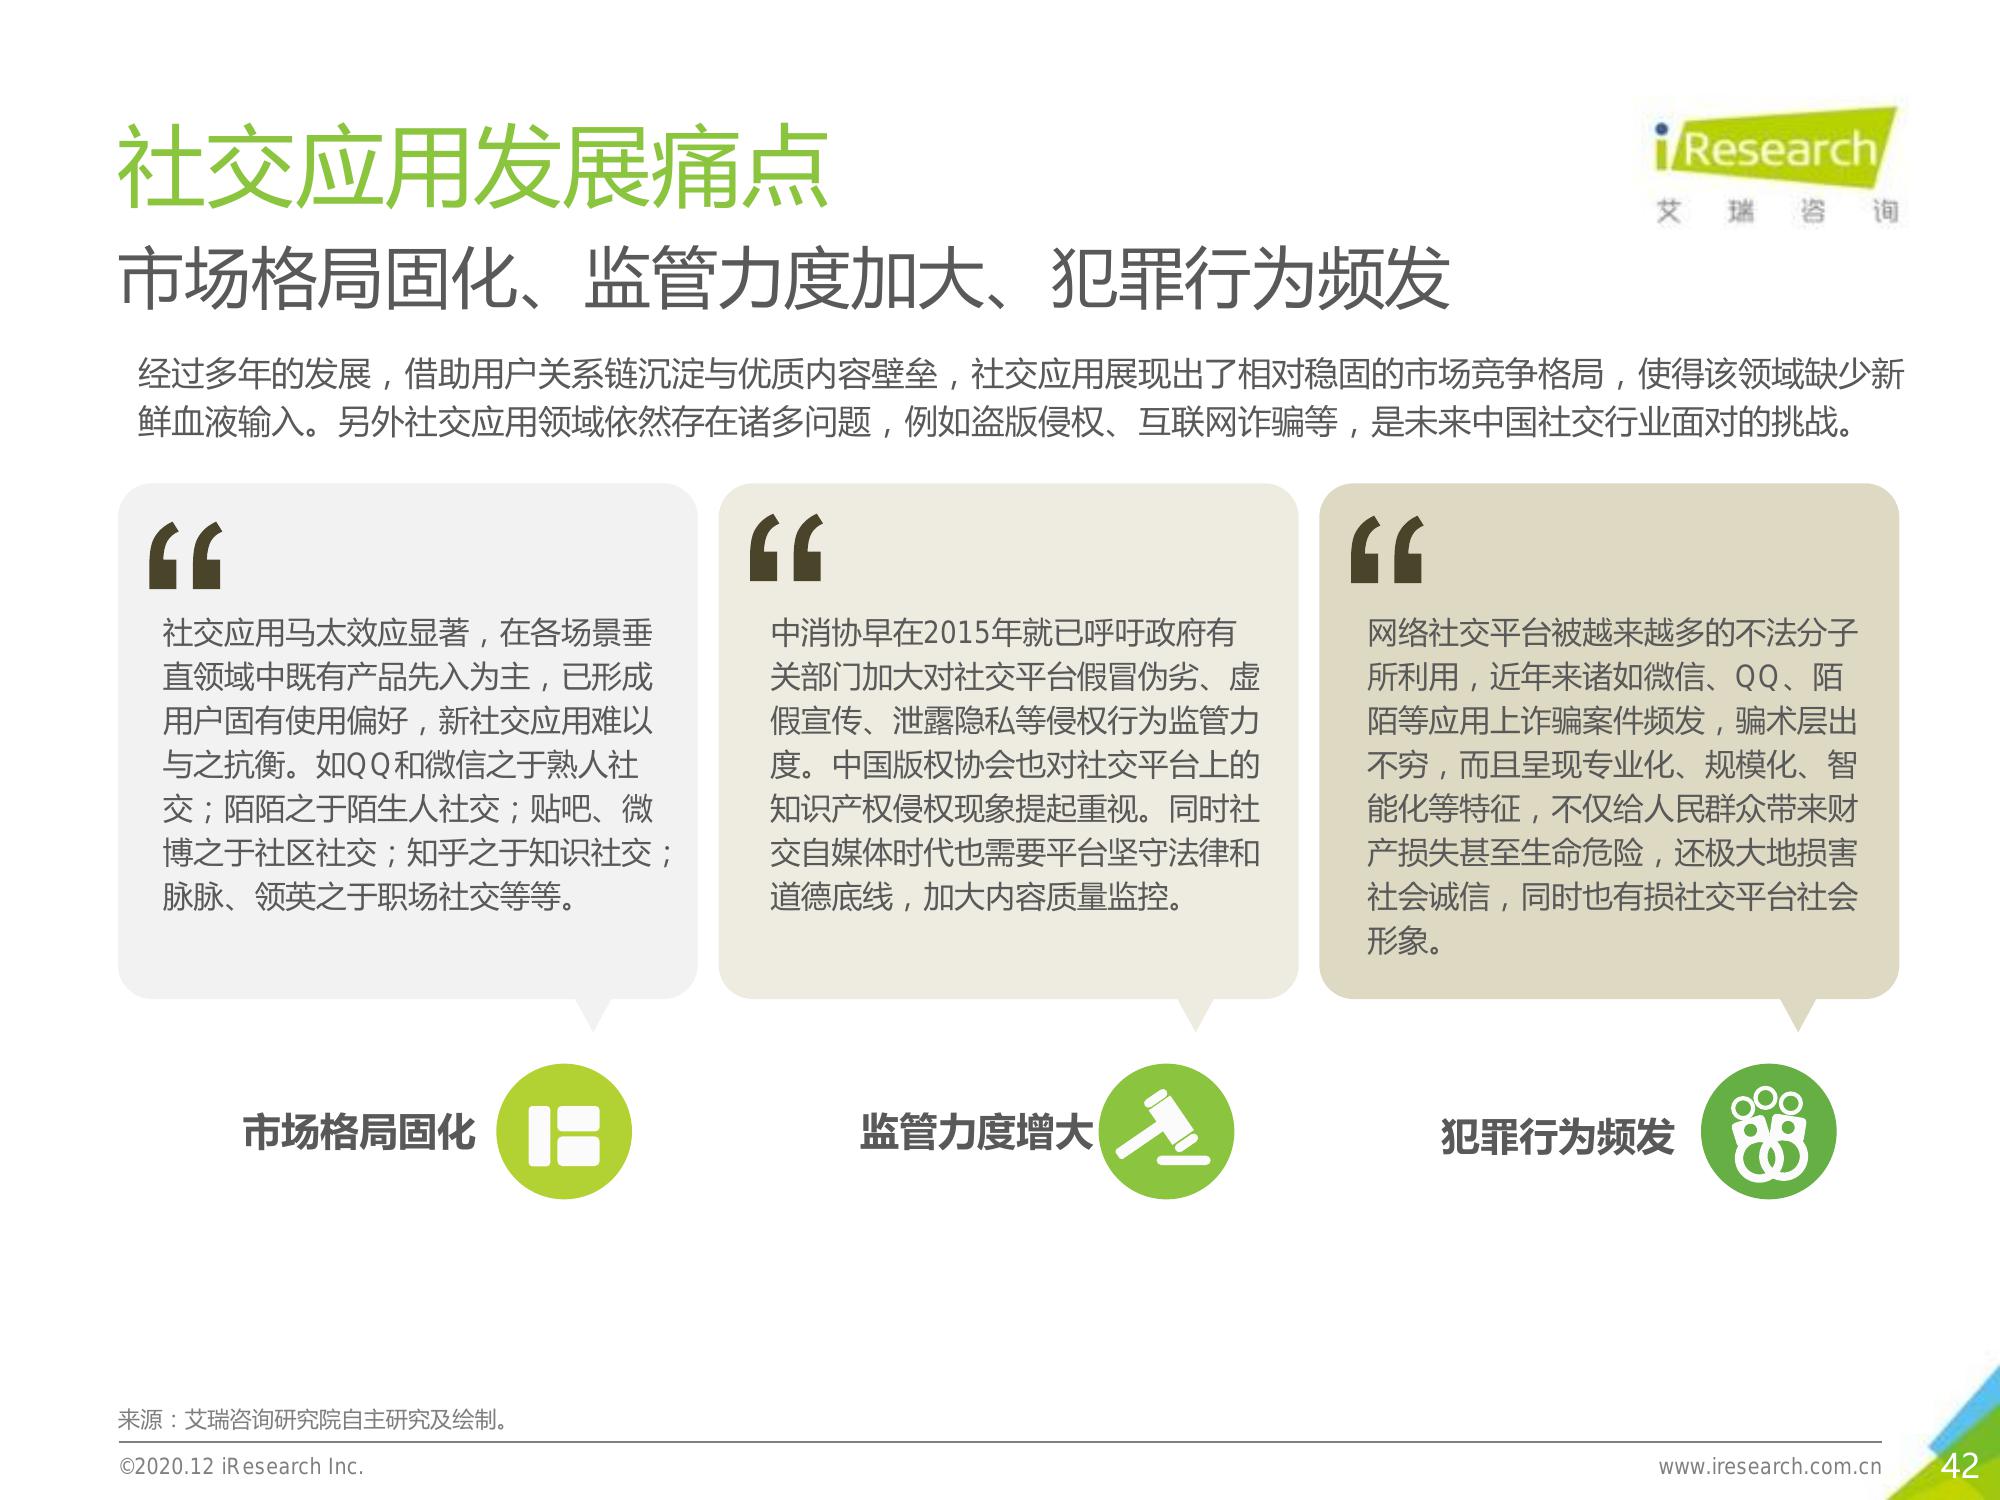 社交应用发展痛点
iResearch
艾瑞咨询
市场格局固化、监管力度加大、犯罪行为频发
经过多年的发展，借助用户关系链沉淀与优质内容壁垒，社交应用展现出了相对稳固的市场竞争格局，使得该领域缺少新
鲜血液输入。另外社交应用领域依然存在诸多问题，例如盗版侵权、互联网诈骗等，是未来中国社交行业面对的挑战。
社交应用马太效应显著，在各场景垂
直领域中既有产品先入为主，已形成
用户固有使用偏好，新社交应用难以
与之抗衡。如QQ和微信之于熟人社
交；陌陌之于陌生人社交；贴吧、微
博之于社区社交；知乎之于知识社交；
脉脉、领英之于职场社交等等。
市场格局固化
中消协早在2015年就已呼吁政府有
关部门加大对社交平台假冒伪劣、虚
假宣传、泄露隐私等侵权行为监管力
度。中国版权协会也对社交平台上的
知识产权侵权现象提起重视。同时社
交自媒体时代也需要平台坚守法律和
道德底线，加大内容质量监控。
监管力度增大
网络社交平台被越来越多的不法分子
所利用，近年来诸如微信、QQ、陌
陌等应用上诈骗案件频发，骗术层出
不穷，而且呈现专业化、规模化、智
能化等特征，不仅给人民群众带来财
产损失甚至生命危险，还极大地损害
社会诚信，同时也有损社交平台社会
形象。
犯罪行为频发
来源：艾瑞咨询研究院自主研究及绘制。
©2020.12 iResearch Inc.
www.iresearch.com.cn
42